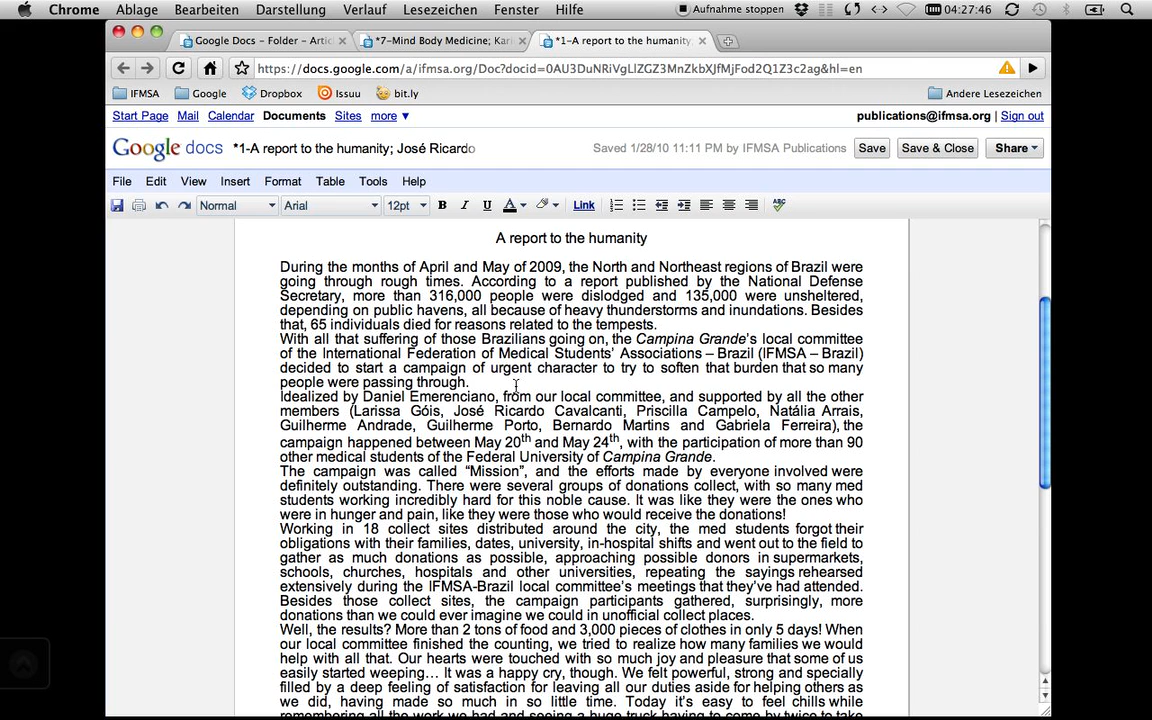 Chrome Ablage Bearbeiten Darstellung Verlauf Lesezeichen Fenster Hilfe Aufnahme stoppen 04:27:46
Google Docs – Folder – Artic *7–Mind Body Medicine; Kari *1–A report to the humanity;
https://docs.google.com/a/ifmsa.org/Doc?docid=0AU3DuNRiVgLlZGZ3MnZkbXJfMjFod2Q1Z3c2ag&hl=en
IFMSA Google Dropbox Issuu bit.ly Andere Lesezeichen
Start Page Mail Calendar Documents Sites more ▼ publications@ifmsa.org | Sign out
Google docs *1-A report to the humanity; José Ricardo Saved 1/28/10 11:11 PM by IFMSA Publications Save Save & Close Share
File Edit View Insert Format Table Tools Help
Normal Arial 12pt B I U A Link ABC
A report to the humanity
During the months of April and May of 2009, the North and Northeast regions of Brazil were
going through rough times. According to a report published by the National Defense
Secretary, more than 316,000 people were dislodged and 135,000 were unsheltered,
depending on public havens, all because of heavy thunderstorms and inundations. Besides
that, 65 individuals died for reasons related to the tempests.
With all that suffering of those Brazilians going on, the Campina Grande's local committee
of the International Federation of Medical Students' Associations – Brazil (IFMSA – Brazil)
decided to start a campaign of urgent character to try to soften that burden that so many
people were passing through.
Idealized by Daniel Emerenciano, from our local committee, and supported by all the other
members (Larissa Góis, José Ricardo Cavalcanti, Priscilla Campelo, Natália Arrais,
Guilherme Andrade, Guilherme Porto, Bernardo Martins and Gabriela Ferreira), the
campaign happened between May 20th and May 24th, with the participation of more than 90
other medical students of the Federal University of Campina Grande.
The campaign was called “Mission”, and the efforts made by everyone involved were
definitely outstanding. There were several groups of donations collect, with so many med
students working incredibly hard for this noble cause. It was like they were the ones who
were in hunger and pain, like they were those who would receive the donations!
Working in 18 collect sites distributed around the city, the med students forgot their
obligations with their families, dates, university, in-hospital shifts and went out to the field to
gather as much donations as possible, approaching possible donors in supermarkets,
schools, churches, hospitals and other universities, repeating the sayings rehearsed
extensively during the IFMSA-Brazil local committee's meetings that they've had attended.
Besides those collect sites, the campaign participants gathered, surprisingly, more
donations than we could ever imagine we could in unofficial collect places.
Well, the results? More than 2 tons of food and 3,000 pieces of clothes in only 5 days! When
our local committee finished the counting, we tried to realize how many families we would
help with all that. Our hearts were touched with so much joy and pleasure that some of us
easily started weeping… It was a happy cry, though. We felt powerful, strong and specially
filled by a deep feeling of satisfaction for leaving all our duties aside for helping others as
we did, having made so much in so little time. Today it's easy to feel chills while
remembering all the work we had and seeing a huge truck having to come by twice to take